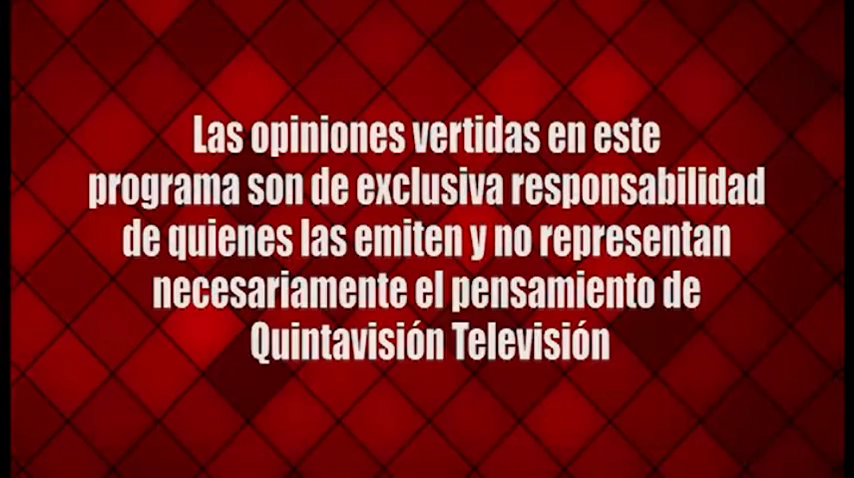 Las opiniones vertidas en este
programa son de exclusiva responsabilidad
de quienes las emiten y no representan
necesariamente el pensamiento de
Quintavisión Televisión